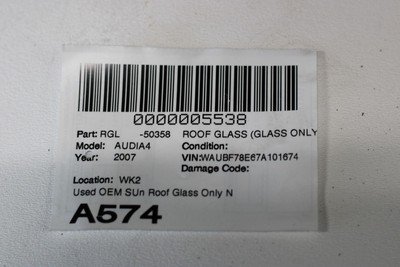 0000005538
Part: RGL -50358 ROOF GLASS (GLASS ONLY
Model: AUDIA4 Condition:
Year: 2007 VIN:WAUBF78E67A101674
Damage Code:
Location: WK2
Used OEM SUn Roof Glass Only N
A574